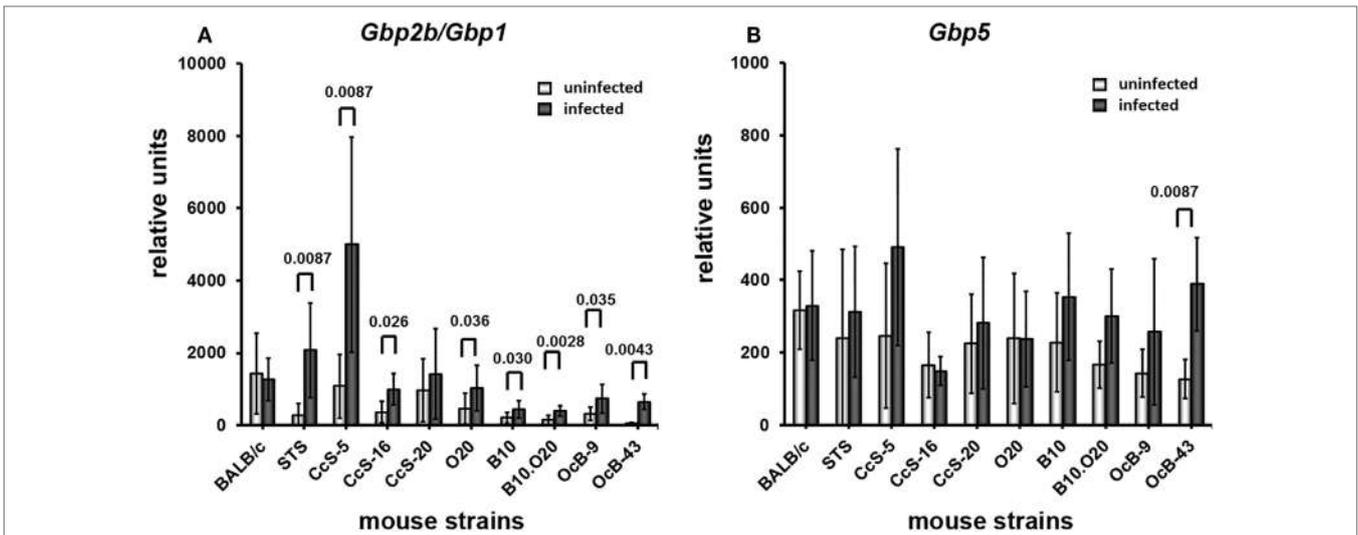 A
Gbp2b/Gbp1
10000
8000
6000
4000
2000
0
relative units
uninfected
infected
0.0087
0.0087
0.026
0.036
0.030
0.0028
0.035
0.0043
BALB/c
STS
CcS-5
CcS-16
CcS-20
O20
B10
B10.O20
OcB-9
OcB-43
mouse strains
B
Gbp5
1000
800
600
400
200
0
relative units
uninfected
infected
0.0087
BALB/c
STS
CcS-5
CcS-16
CcS-20
O20
B10
B10.O20
OcB-9
OcB-43
mouse strains